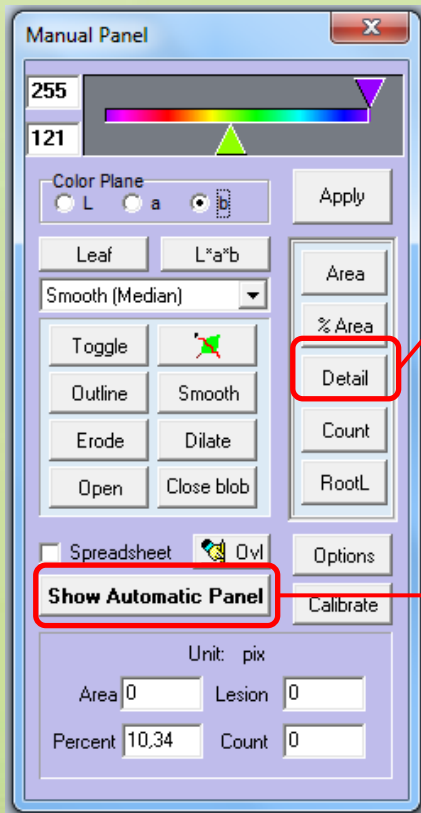 Manual Panel
255
121
Color Plane
L a b
Apply
Leaf L*a*b
Smooth (Median)
Area
% Area
Detail
Count
RootL
Toggle
Outline Smooth
Erode Dilate
Open Close blob
Spreadsheet Ovl Options
Show Automatic Panel Calibrate
Unit: pix
Area 0 Lesion 0
Percent 10,34 Count 0